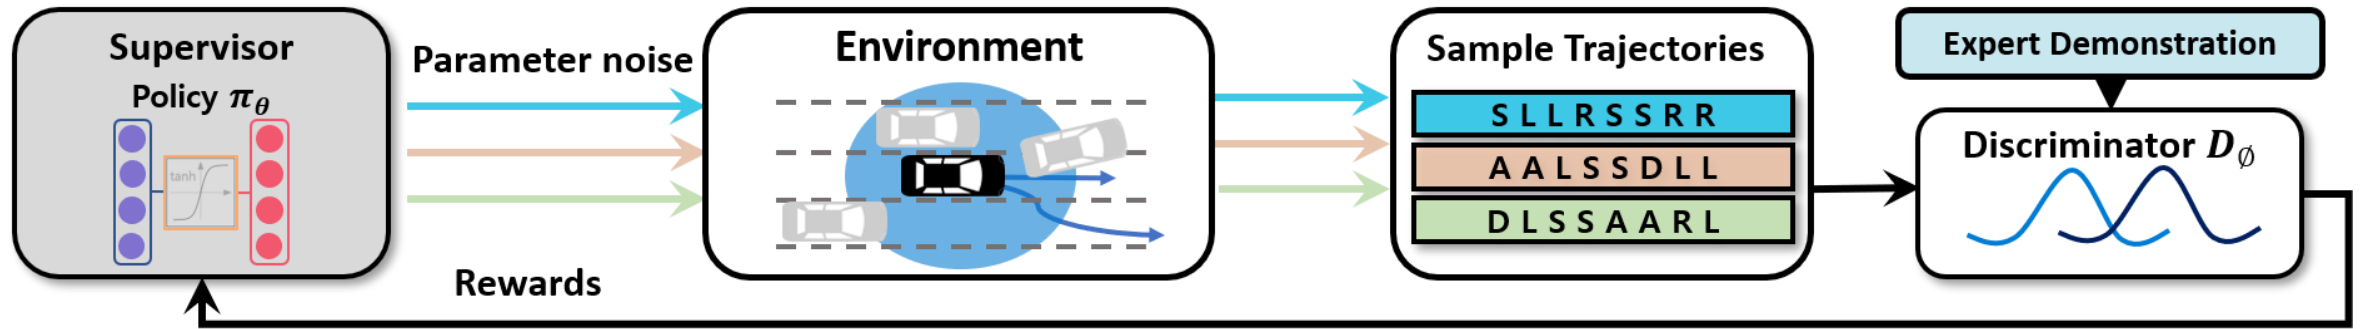 Supervisor
Policy π_θ
tanh
Parameter noise
Rewards
Environment
Sample Trajectories
S L L R S S R R
A A L S S D L L
D L S S A A R L
Expert Demonstration
Discriminator D_∅